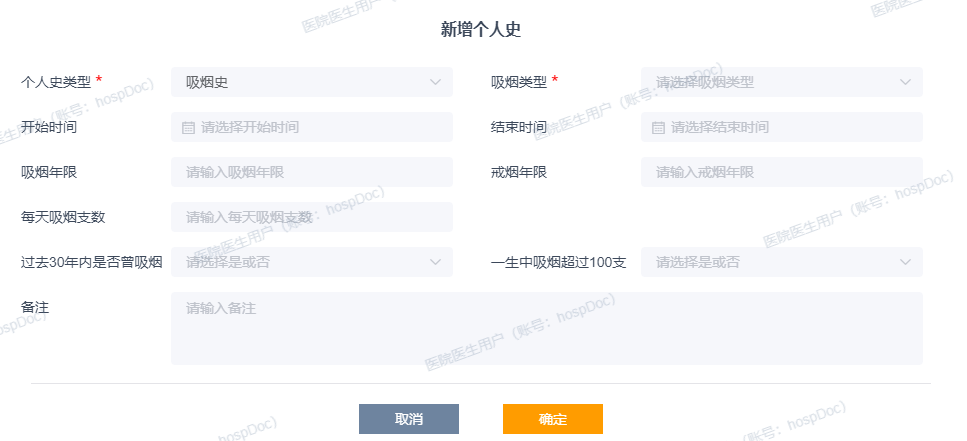 新增个人史
个人史类型 * 吸烟史 吸烟类型 * 请选择吸烟类型
开始时间 请选择开始时间 结束时间 请选择结束时间
吸烟年限 请输入吸烟年限 戒烟年限 请输入戒烟年限
每天吸烟支数 请输入每天吸烟支数
过去30年内是否曾吸烟 请选择是或否 一生中吸烟超过100支 请选择是或否
备注 请输入备注
取消 确定
医院医生用户
医院医生用户
医生用户（账号：hospDoc）
医院医生用户（账号：hospDoc）
医院医生用户（账号：hospDoc）
医院医生用户（账号：hospDoc）
hospDoc）
医院医生用户（账号：hospDoc）
hospDoc）
（账号：hospDoc）